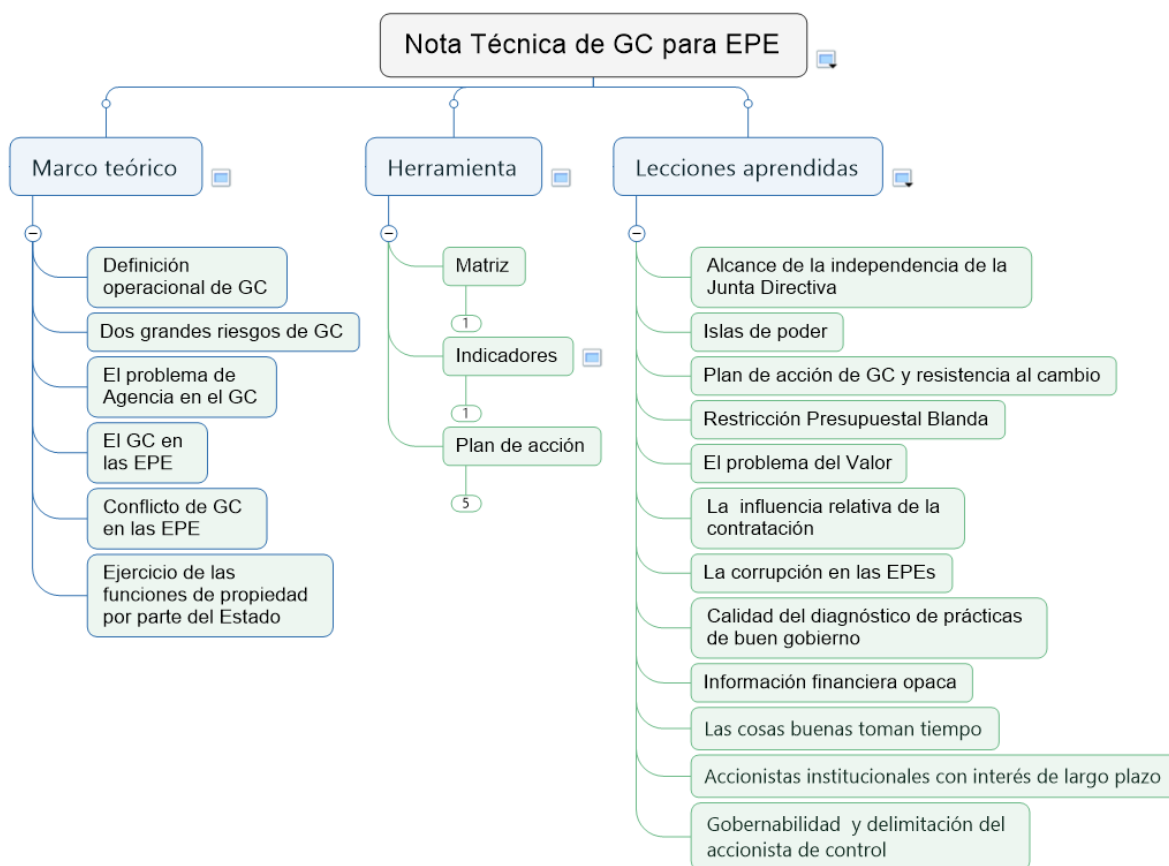 Nota Técnica de GC para EPE
Marco teórico
Definición
operacional de GC
Dos grandes riesgos de GC
El problema de
Agencia en el GC
El GC en
las EPE
Conflicto de GC
en las EPE
Ejercicio de las
funciones de propiedad
por parte del Estado
Herramienta
Matriz
1
Indicadores
1
Plan de acción
5
Lecciones aprendidas
Alcance de la independencia de la
Junta Directiva
Islas de poder
Plan de acción de GC y resistencia al cambio
Restricción Presupuestal Blanda
El problema del Valor
La  influencia relativa de la
contratación
La corrupción en las EPEs
Calidad del diagnóstico de prácticas
de buen gobierno
Información financiera opaca
Las cosas buenas toman tiempo
Accionistas institucionales con interés de largo plazo
Gobernabilidad  y delimitación del
accionista de control